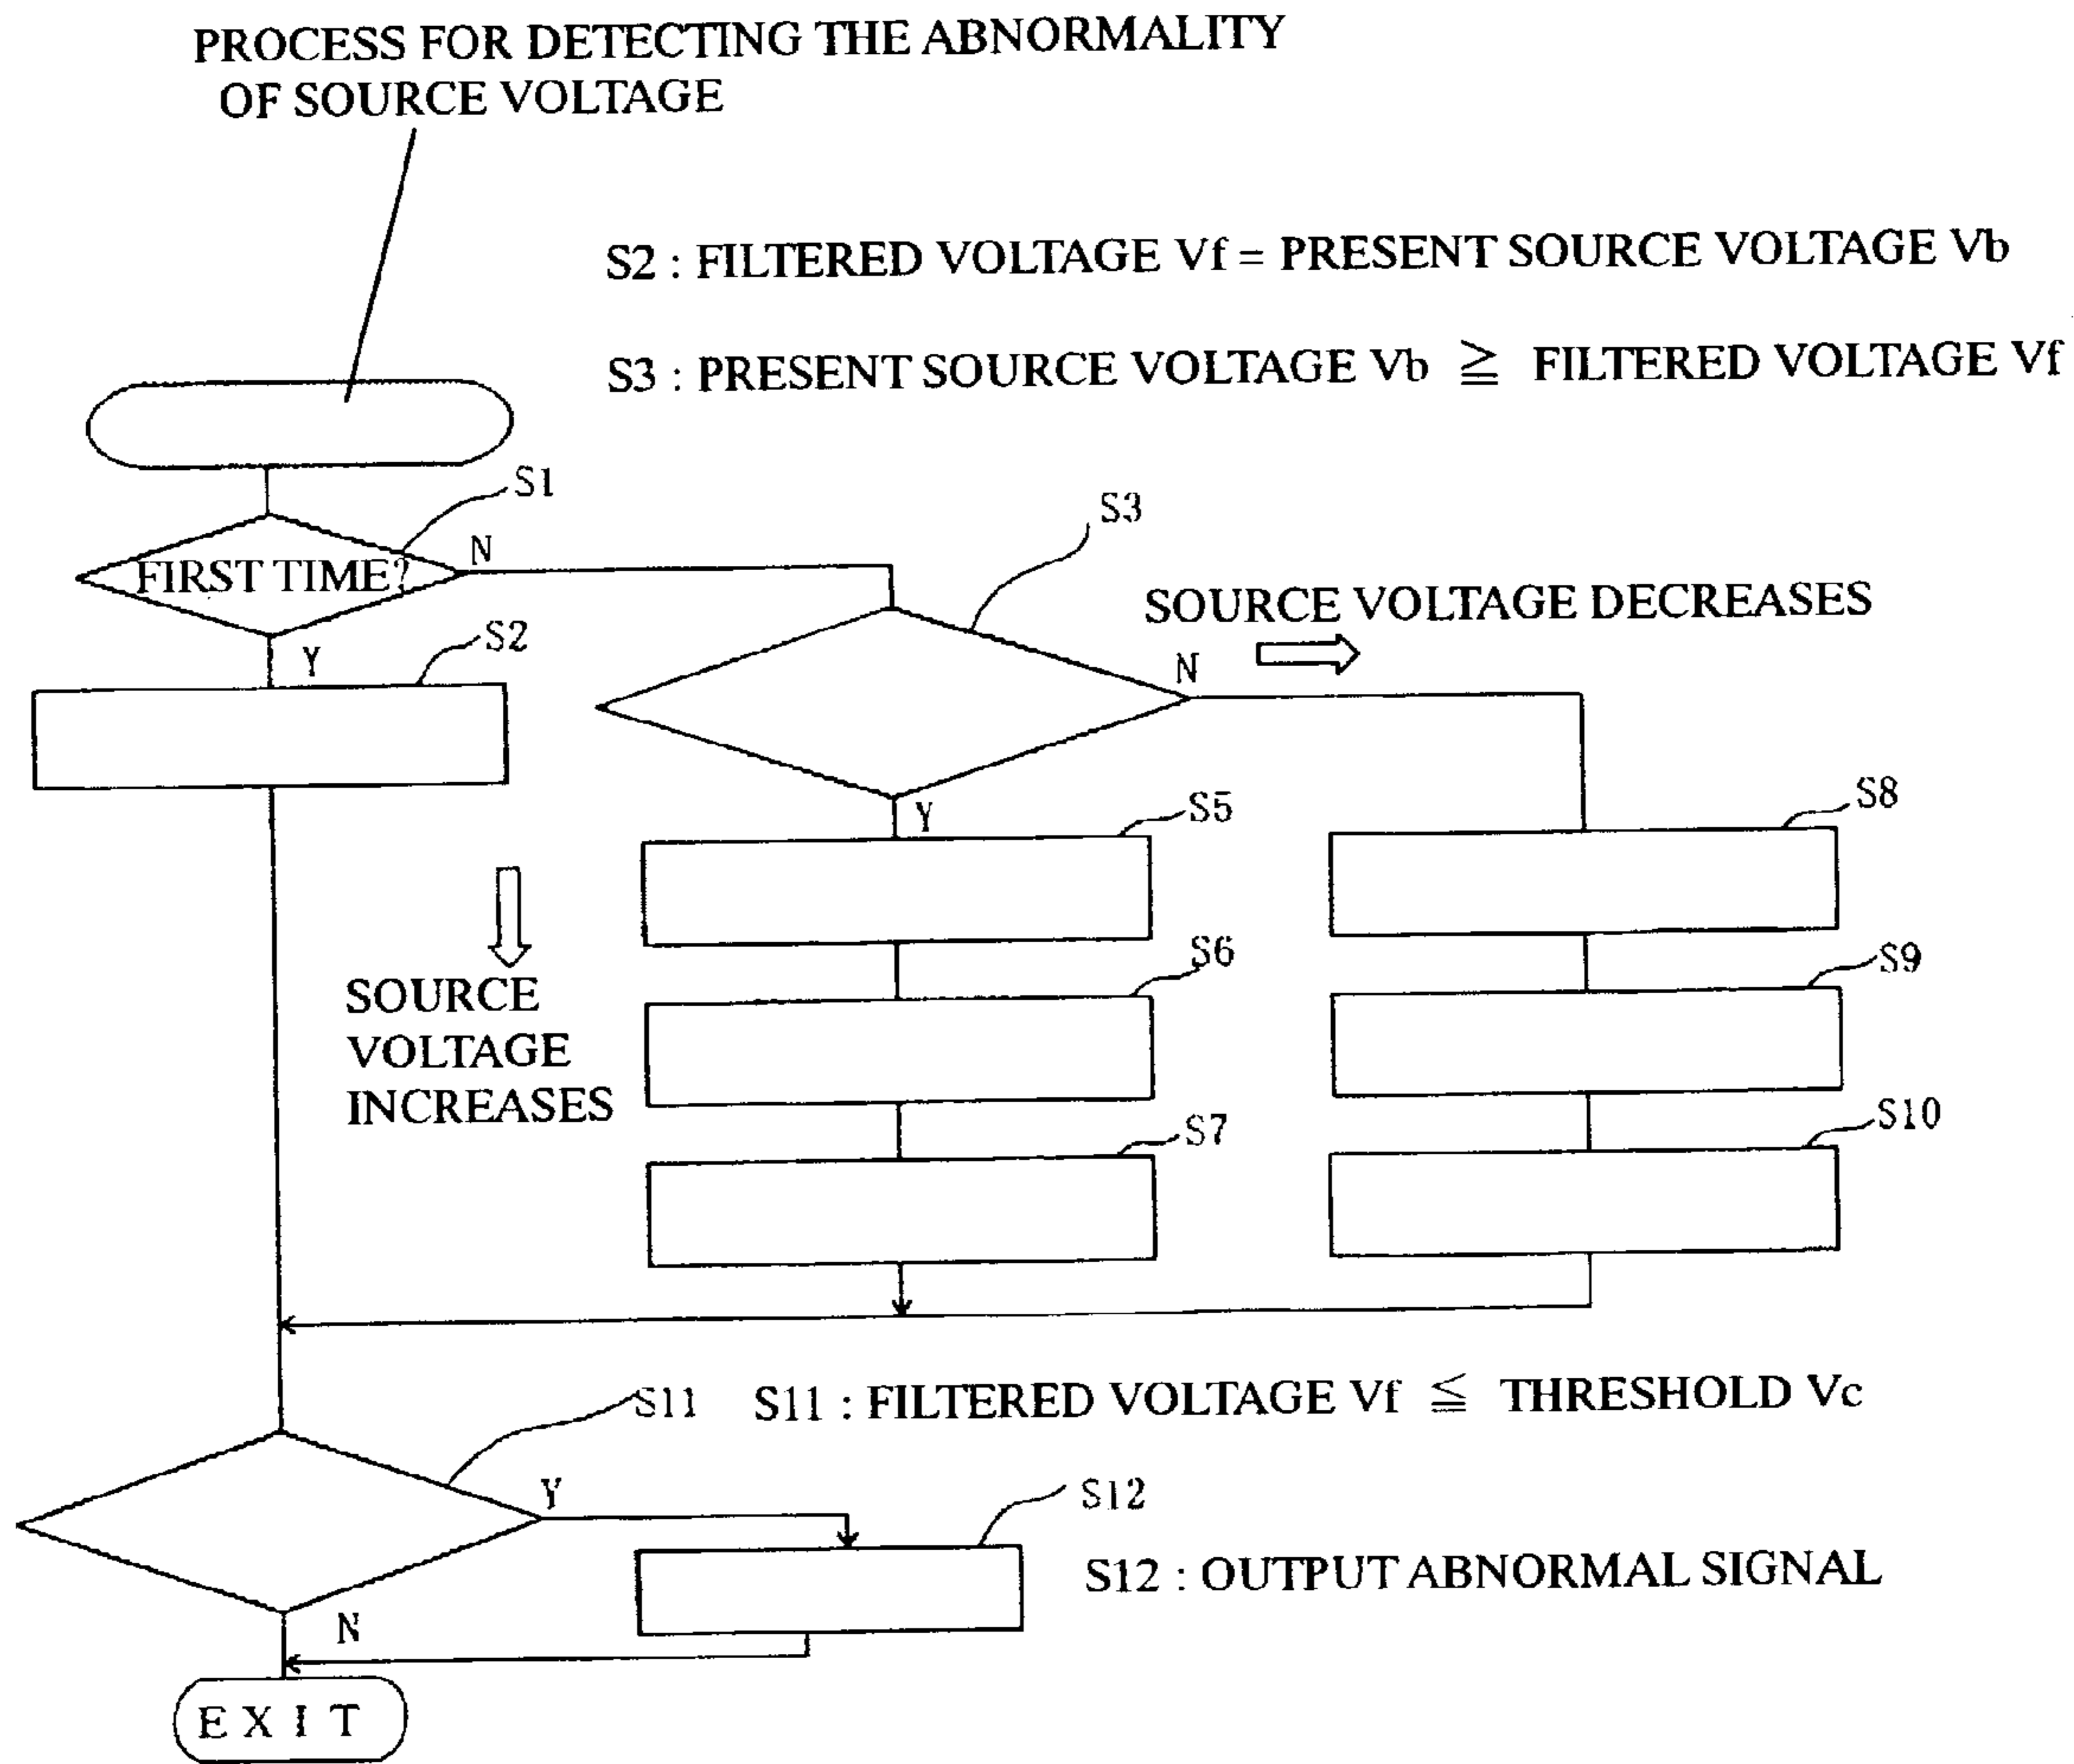 PROCESS FOR DETECTING THE ABNORMALITY
OF SOURCE VOLTAGE
S2 : FILTERED VOLTAGE Vf = PRESENT SOURCE VOLTAGE Vb
S3 : PRESENT SOURCE VOLTAGE Vb ≧ FILTERED VOLTAGE Vf
S1
FIRST TIME?
N
S3
SOURCE VOLTAGE DECREASES
N
Y
S2
Y
S5
S8
SOURCE
VOLTAGE
INCREASES
S6
S9
S7
S10
S11
S11 : FILTERED VOLTAGE Vf ≦ THRESHOLD Vc
Y
S12
S12 : OUTPUT ABNORMAL SIGNAL
N
EXIT